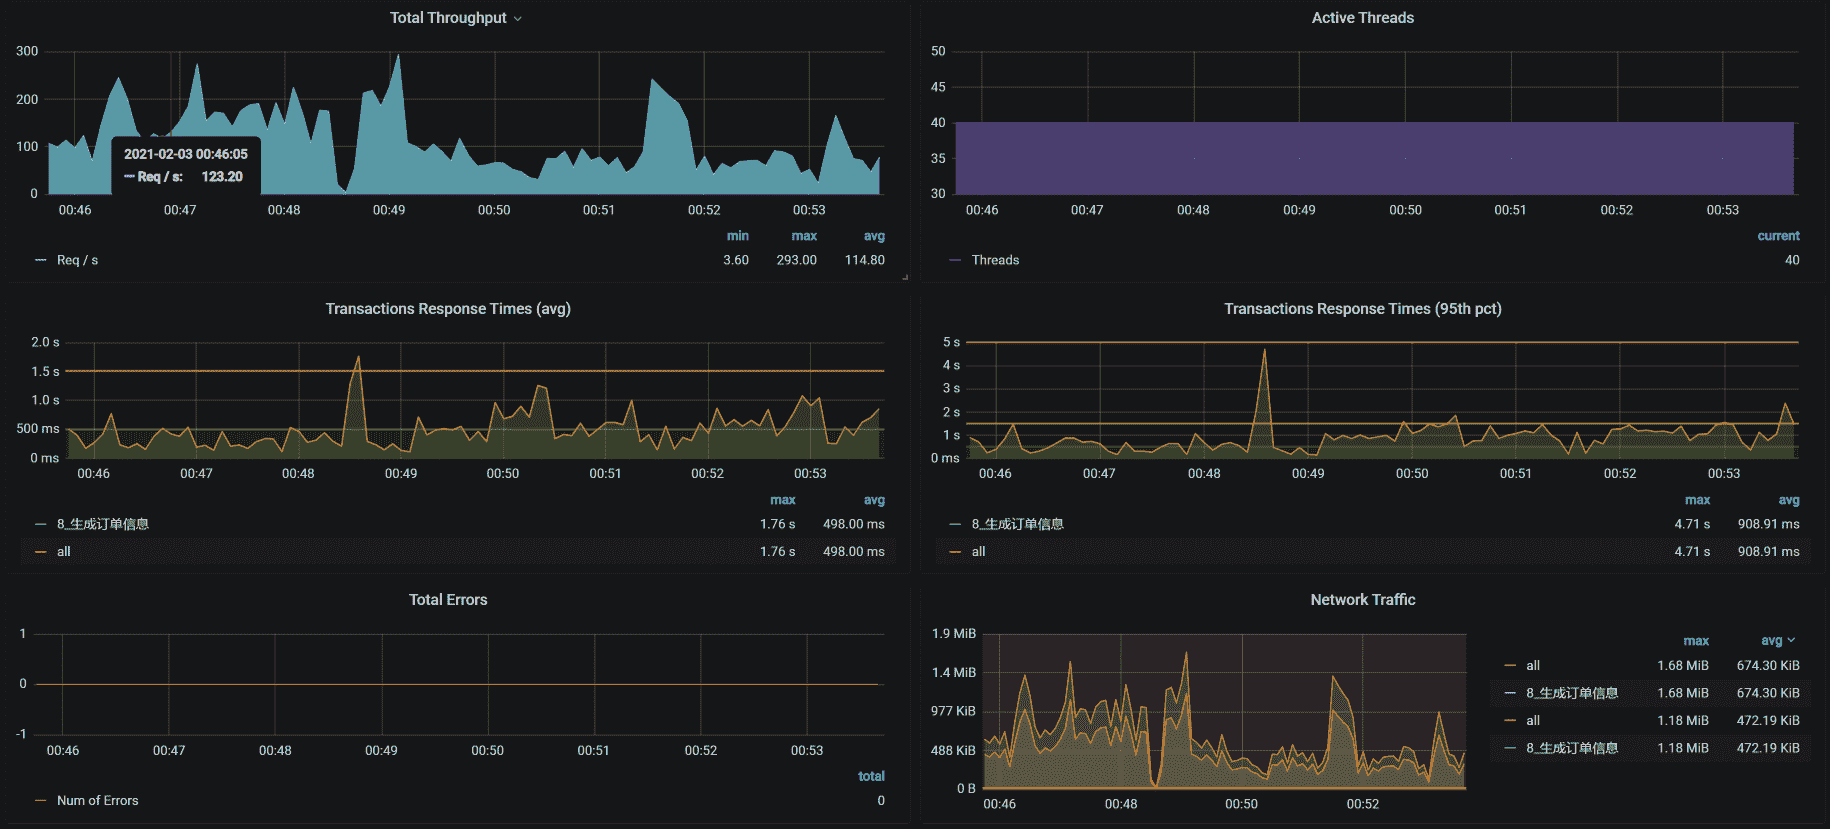 Total Throughput
300
200
100
0
2021-02-03 00:46:05
Req / s: 123.20
00:46 00:47 00:48 00:49 00:50 00:51 00:52 00:53
min max avg
Req / s 3.60 293.00 114.80
Active Threads
50
45
40
35
30
00:46 00:47 00:48 00:49 00:50 00:51 00:52 00:53
current
Threads 40
Transactions Response Times (avg)
2.0 s
1.5 s
1.0 s
500 ms
0 ms
00:46 00:47 00:48 00:49 00:50 00:51 00:52 00:53
max avg
8_生成订单信息 1.76 s 498.00 ms
all 1.76 s 498.00 ms
Transactions Response Times (95th pct)
5 s
4 s
3 s
2 s
1 s
0 ms
00:46 00:47 00:48 00:49 00:50 00:51 00:52 00:53
max avg
8_生成订单信息 4.71 s 908.91 ms
all 4.71 s 908.91 ms
Total Errors
1
0
-1
00:46 00:47 00:48 00:49 00:50 00:51 00:52 00:53
total
Num of Errors 0
Network Traffic
1.9 MiB
1.4 MiB
977 KiB
488 KiB
0 B
00:46 00:48 00:50 00:52
max avg
all 1.68 MiB 674.30 KiB
8_生成订单信息 1.68 MiB 674.30 KiB
all 1.18 MiB 472.19 KiB
8_生成订单信息 1.18 MiB 472.19 KiB